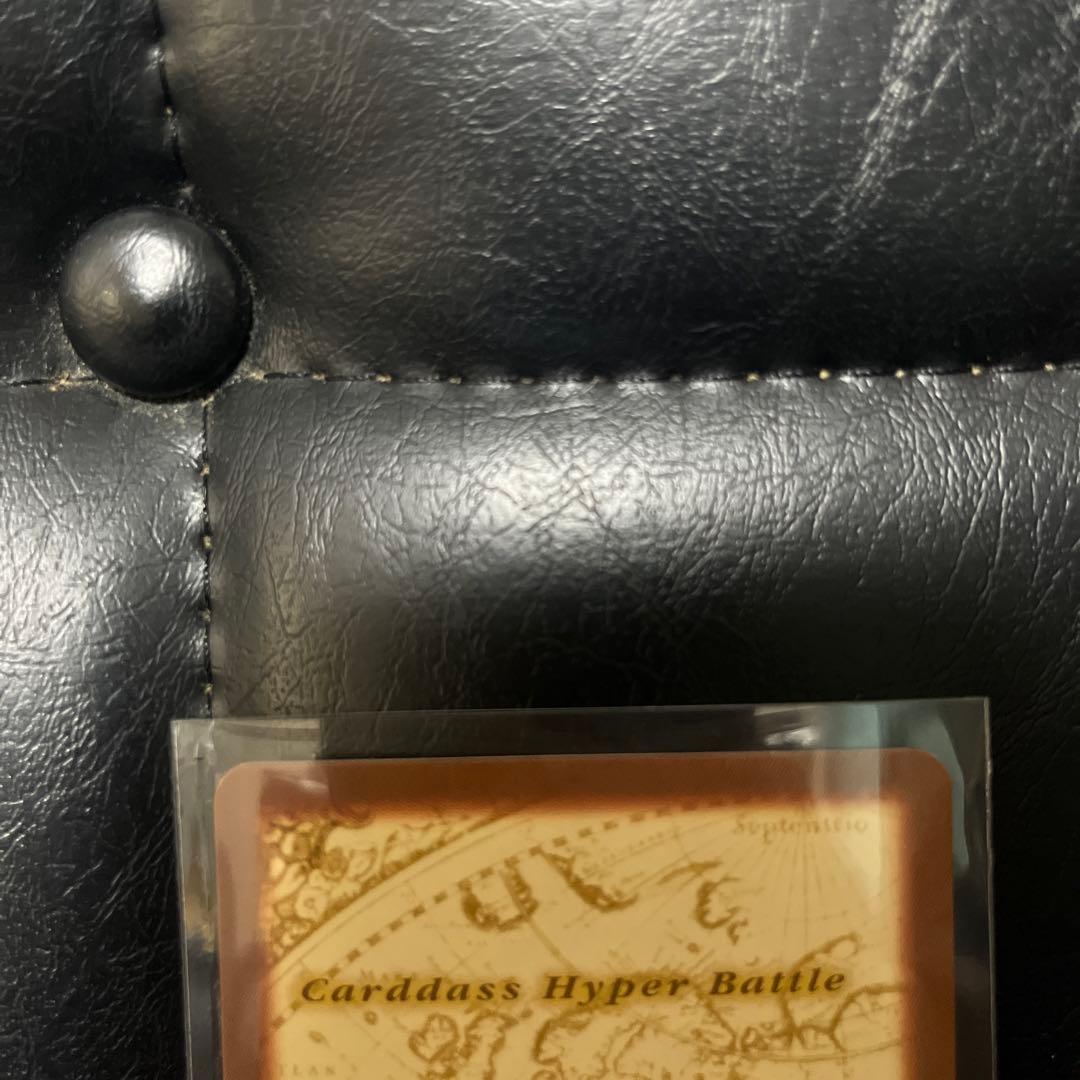 Septentrio
Carddass Hyper Battle